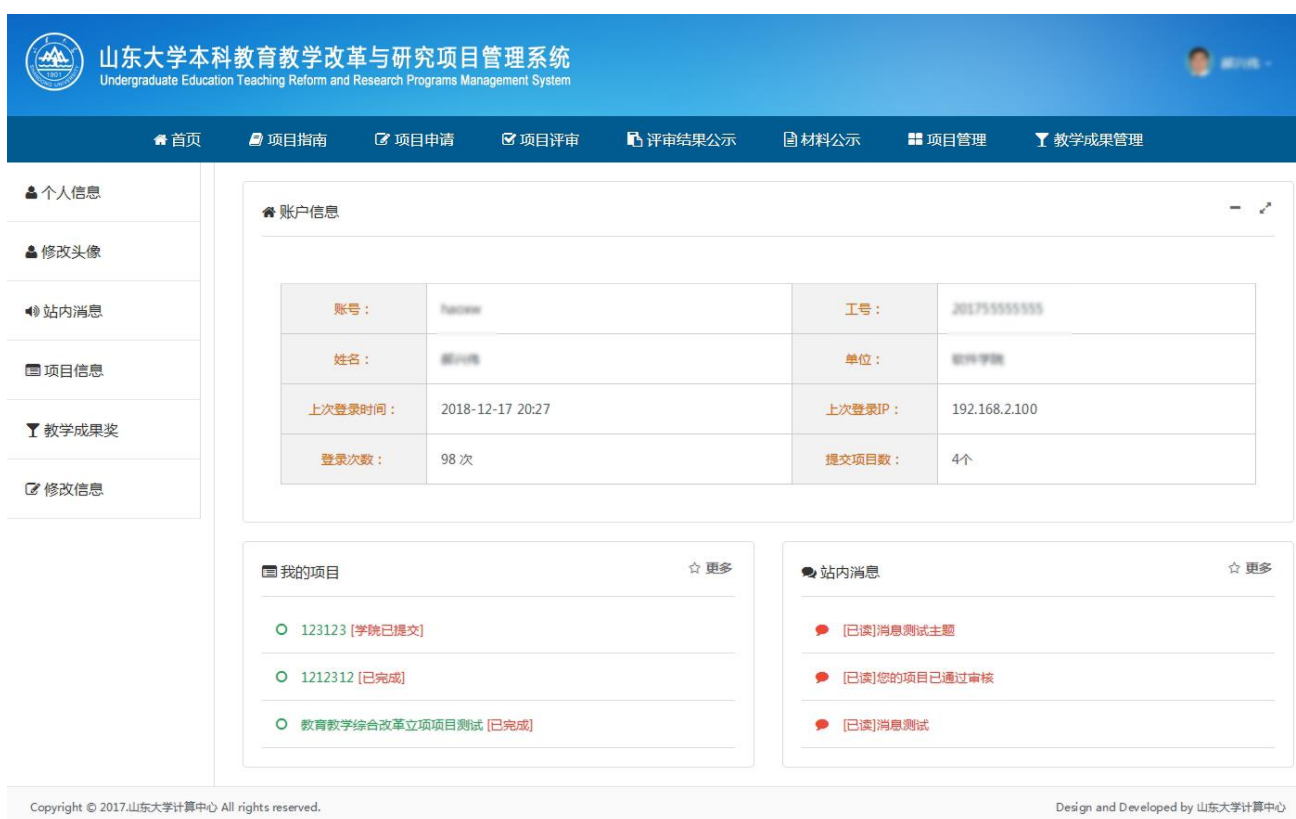 山东大学本科教育教学改革与研究项目管理系统
Undergraduate Education Teaching Reform and Research Programs Management System
首页 项目指南 项目申请 项目评审 评审结果公示 材料公示 项目管理 教学成果管理
个人信息
修改头像
站内消息
项目信息
教学成果奖
修改信息
账户信息
账号： 工号： 201755555555
姓名： 单位：
上次登录时间： 2018-12-17 20:27 上次登录IP： 192.168.2.100
登录次数： 98 次 提交项目数： 4个
我的项目 更多
123123 [学院已提交]
1212312 [已完成]
教育教学综合改革立项项目测试 [已完成]
站内消息 更多
[已读]消息测试主题
[已读]您的项目已通过审核
[已读]消息测试
Copyright © 2017.山东大学计算中心 All rights reserved.
Design and Developed by 山东大学计算中心